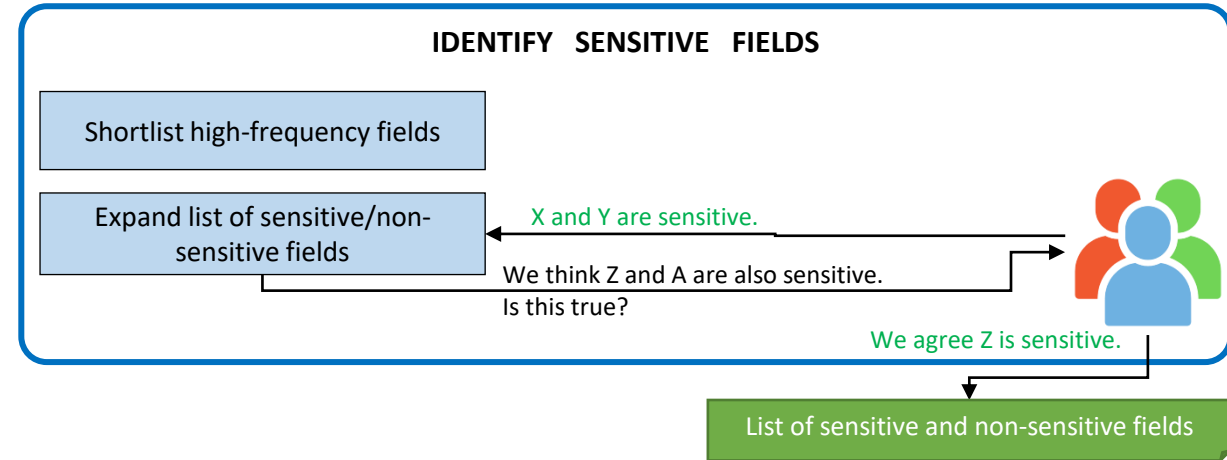 IDENTIFY SENSITIVE FIELDS
Shortlist high-frequency fields
Expand list of sensitive/non-
sensitive fields
X and Y are sensitive.
We think Z and A are also sensitive.
Is this true?
We agree Z is sensitive.
List of sensitive and non-sensitive fields